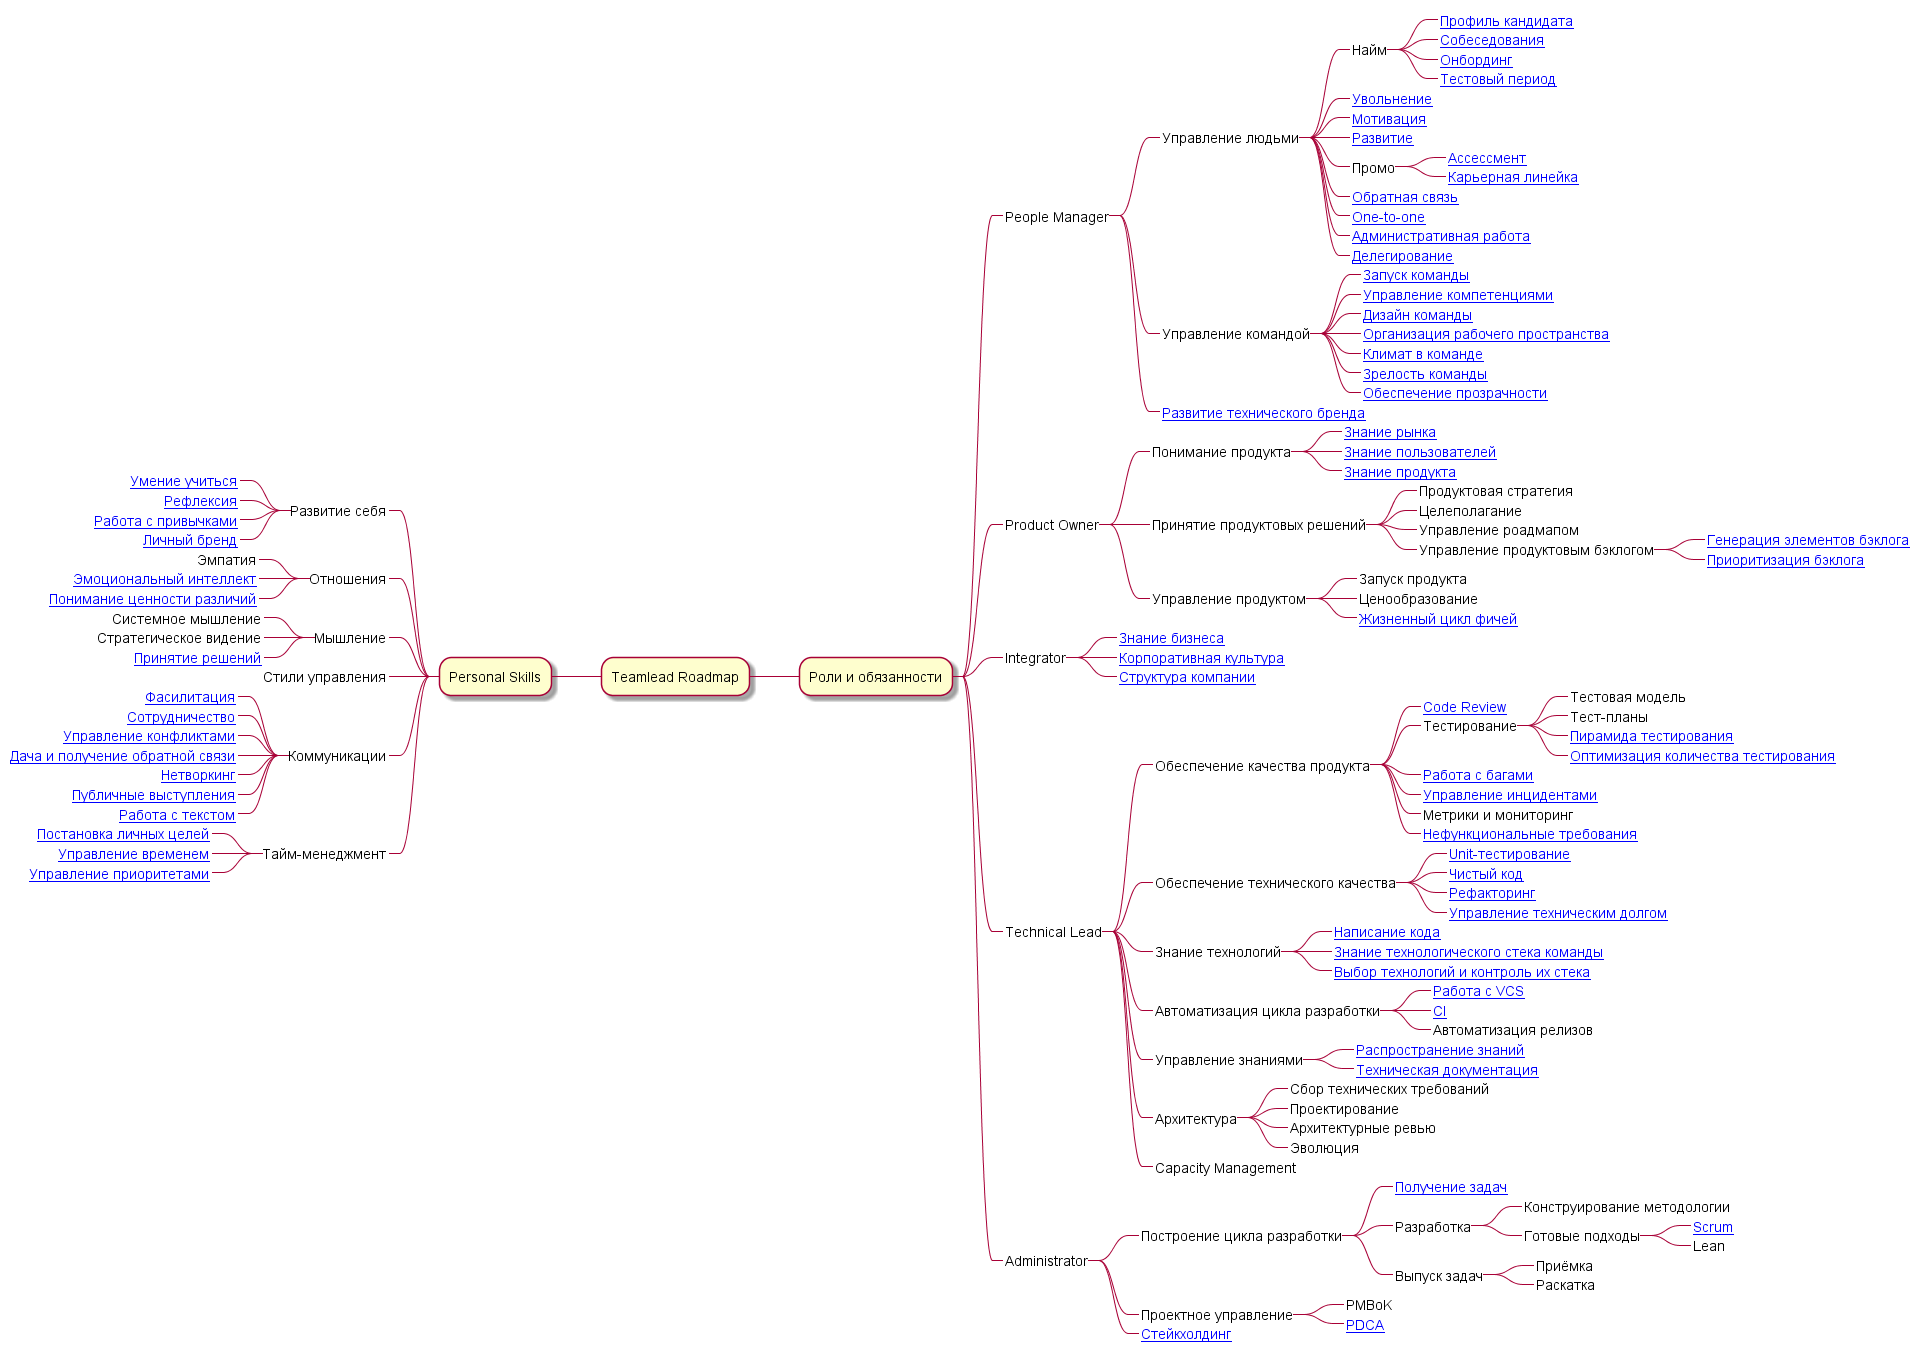 Teamlead Roadmap
Personal Skills
Развитие себя
Умение учиться
Рефлексия
Работа с привычками
Личный бренд
Отношения
Эмпатия
Эмоциональный интеллект
Понимание ценности различий
Мышление
Системное мышление
Стратегическое видение
Принятие решений
Стили управления
Коммуникации
Фасилитация
Сотрудничество
Управление конфликтами
Дача и получение обратной связи
Нетворкинг
Публичные выступления
Работа с текстом
Тайм-менеджмент
Постановка личных целей
Управление временем
Управление приоритетами
Роли и обязанности
People Manager
Управление людьми
Найм
Профиль кандидата
Собеседования
Онбординг
Тестовый период
Увольнение
Мотивация
Развитие
Промо
Ассессмент
Карьерная линейка
Обратная связь
One-to-one
Административная работа
Делегирование
Управление командой
Запуск команды
Управление компетенциями
Дизайн команды
Организация рабочего пространства
Климат в команде
Зрелость команды
Обеспечение прозрачности
Развитие технического бренда
Product Owner
Понимание продукта
Знание рынка
Знание пользователей
Знание продукта
Принятие продуктовых решений
Продуктовая стратегия
Целеполагание
Управление роадмапом
Управление продуктовым бэклогом
Генерация элементов бэклога
Приоритизация бэклога
Управление продуктом
Запуск продукта
Ценообразование
Жизненный цикл фичей
Integrator
Знание бизнеса
Корпоративная культура
Структура компании
Technical Lead
Обеспечение качества продукта
Code Review
Тестирование
Тестовая модель
Тест-планы
Пирамида тестирования
Оптимизация количества тестирования
Работа с багами
Управление инцидентами
Метрики и мониторинг
Нефункциональные требования
Обеспечение технического качества
Unit-тестирование
Чистый код
Рефакторинг
Управление техническим долгом
Знание технологий
Написание кода
Знание технологического стека команды
Выбор технологий и контроль их стека
Автоматизация цикла разработки
Работа с VCS
CI
Автоматизация релизов
Управление знаниями
Распространение знаний
Техническая документация
Архитектура
Сбор технических требований
Проектирование
Архитектурные ревью
Эволюция
Capacity Management
Administrator
Построение цикла разработки
Получение задач
Разработка
Конструирование методологии
Готовые подходы
Scrum
Lean
Выпуск задач
Приёмка
Раскатка
Проектное управление
PMBoK
PDCA
Стейкхолдинг